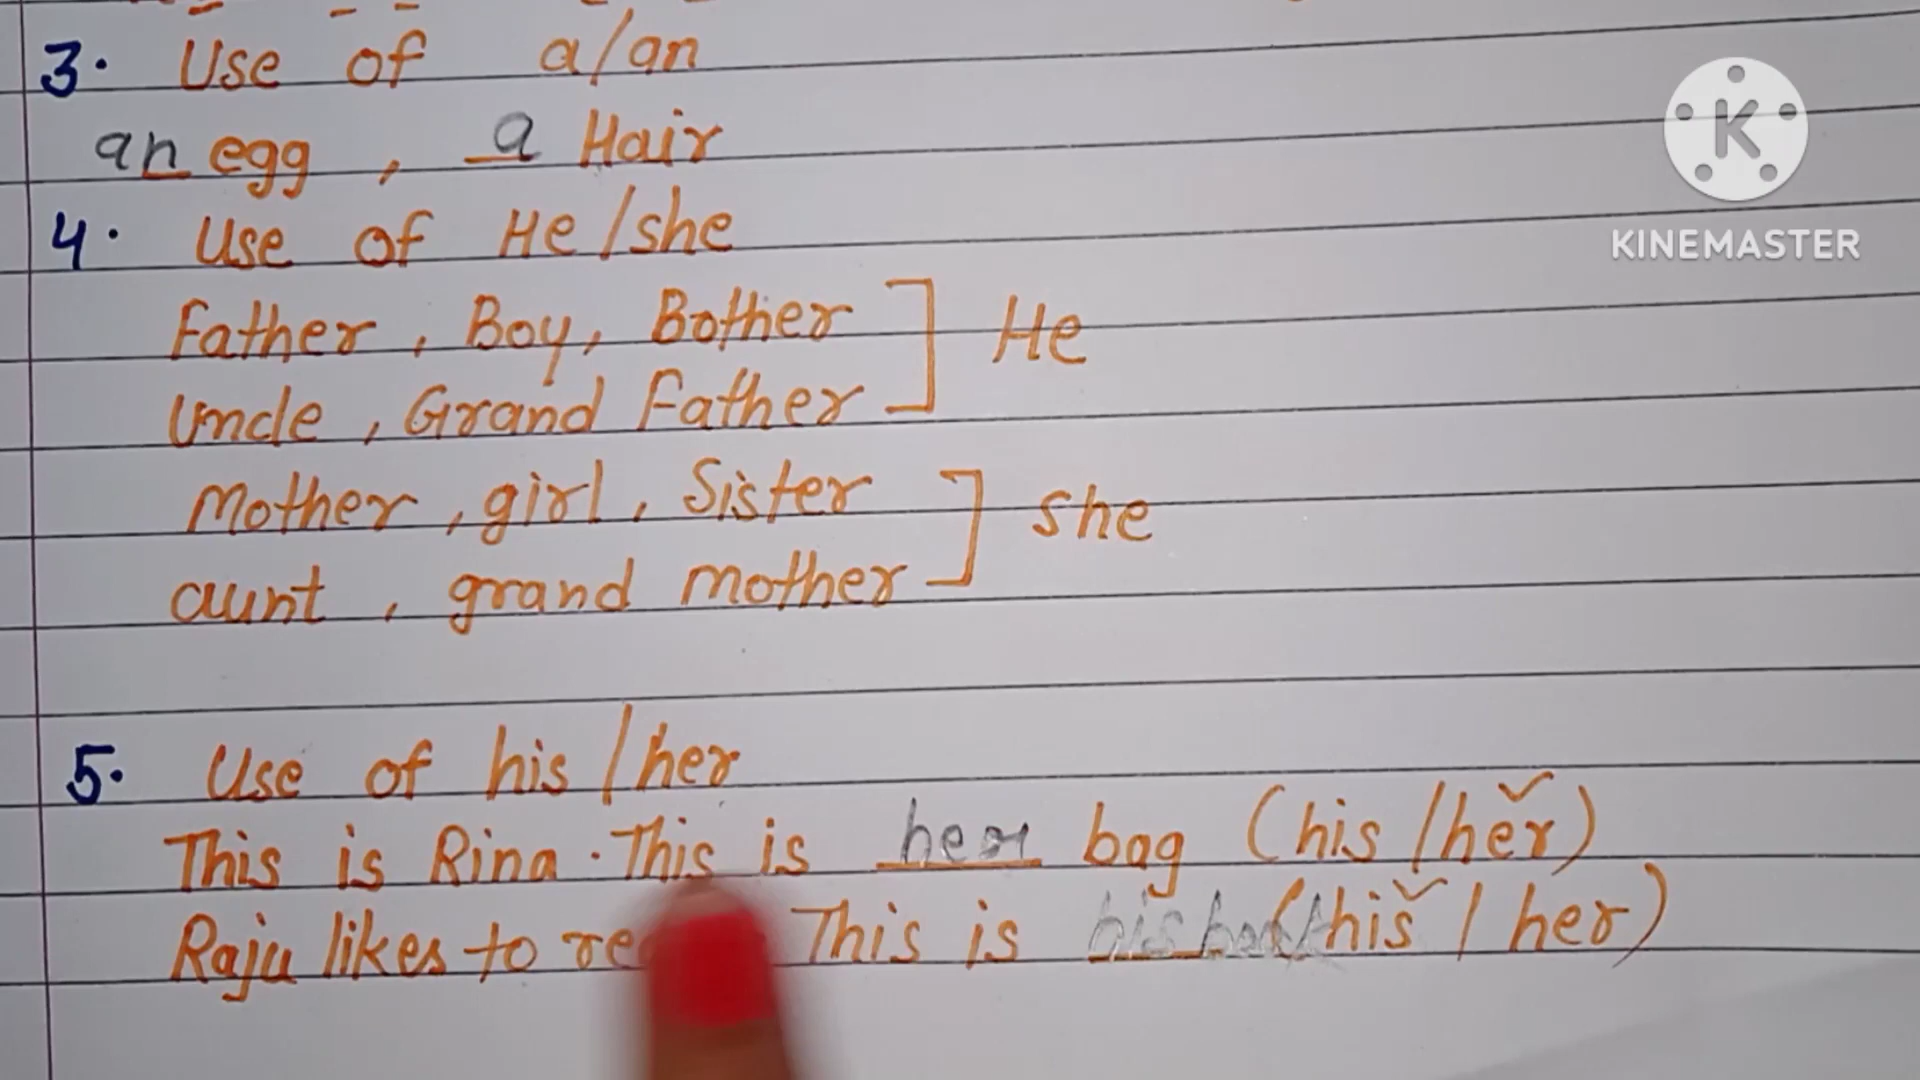 3. Use of a/an
an egg, a Hair
4. Use of He/she
Father, Boy, Bother ] He
Uncle, Grand Father
Mother, girl, Sister ] she
aunt, grand mother
5. Use of his/her
This is Rina. This is her bag (his/her)
Raju likes to This is his book (his/her)
K
KINEMASTER